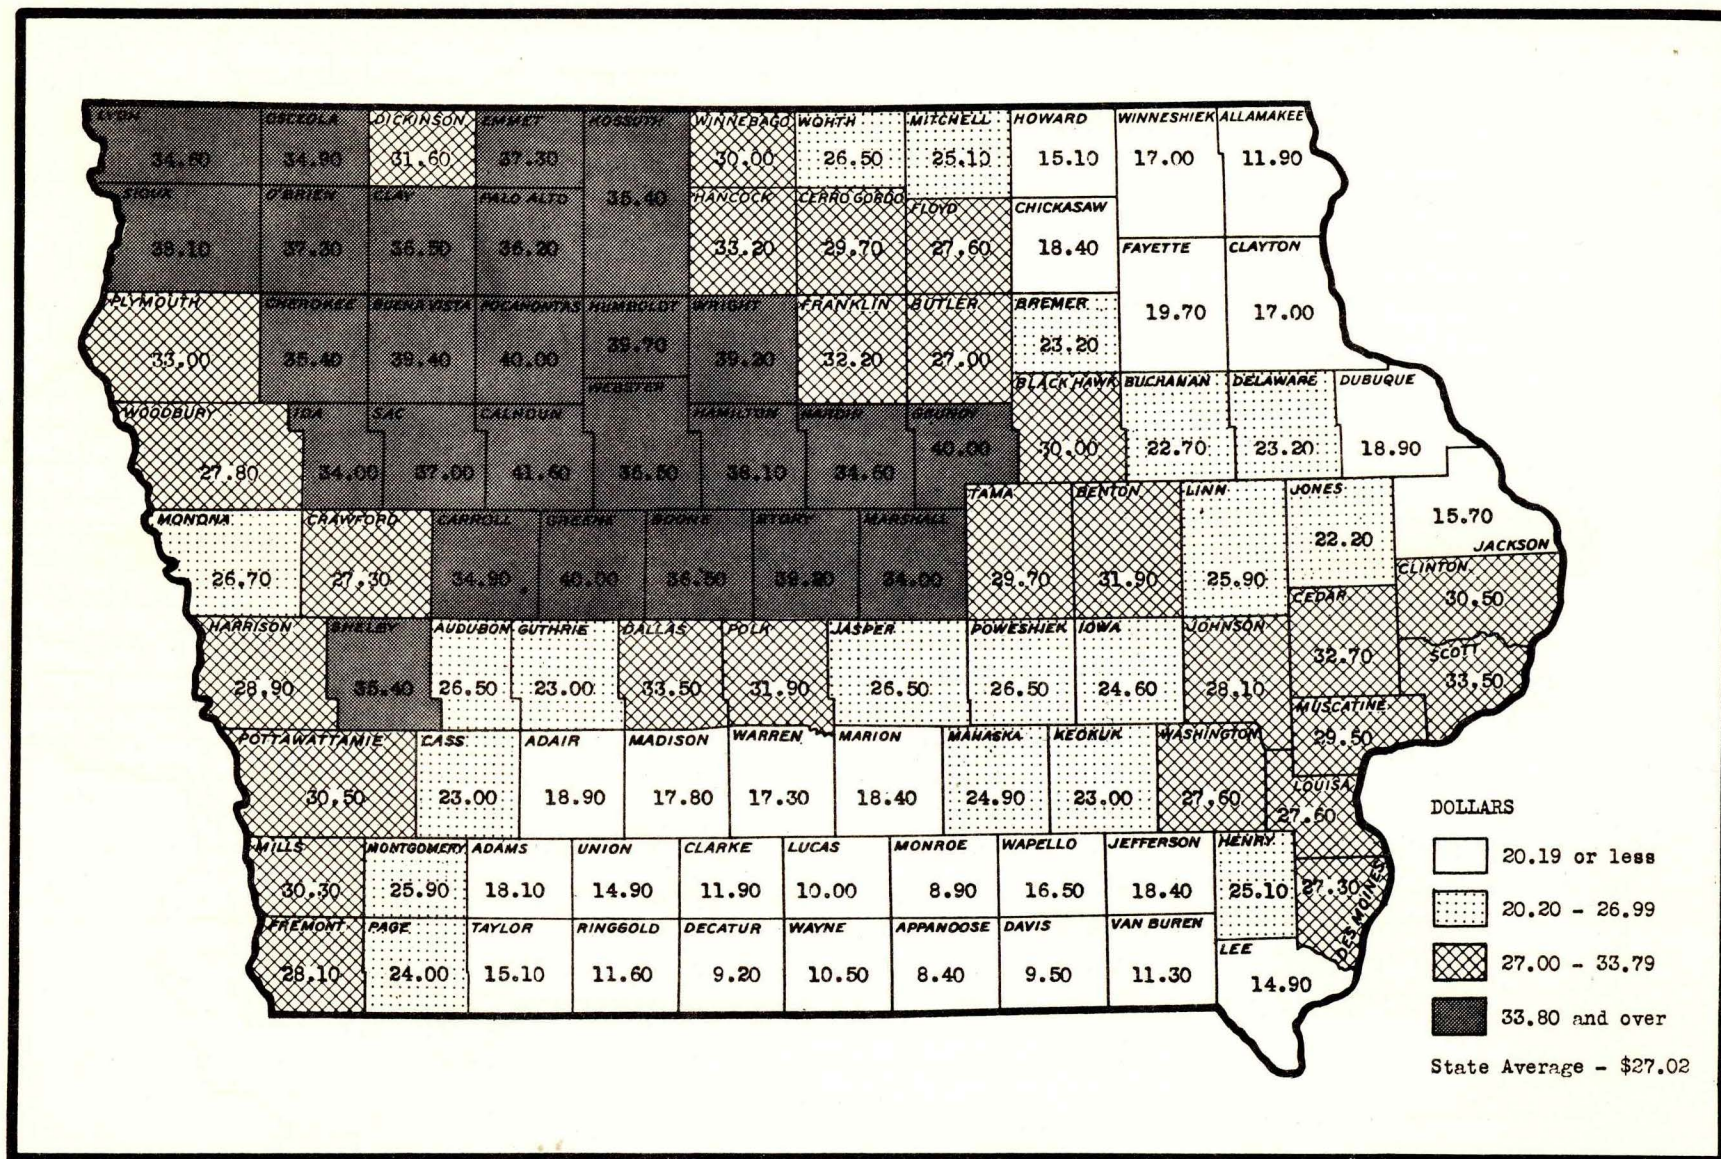 LYON OSCEOLA DICKINSON EMMET KOSSUTH WINNEBAGO WORTH MITCHELL HOWARD WINNESHIEK ALLAMAKEE
34.60 34.90 31.60 37.30 35.40 30.00 26.50 25.10 15.10 17.00 11.90
SIOUX O'BRIEN CLAY PALO ALTO HANCOCK CERRO GORDO FLOYD CHICKASAW
38.10 37.30 36.50 36.20 33.20 29.70 27.60 18.40
FAYETTE CLAYTON
19.70 17.00
PLYMOUTH CHEROKEE BUENA VISTA POCAHONTAS HUMBOLDT WRIGHT FRANKLIN BUTLER BREMER
33.00 35.40 39.40 40.00 39.70 39.20 32.20 27.00 23.20
WEBSTER BLACK HAWK BUCHANAN DELAWARE DUBUQUE
30.00 22.70 23.20 18.90
WOODBURY IDA SAC CALHOUN HAMILTON HARDIN GRUNDY
27.80 34.00 37.00 41.60 38.10 34.60 40.00
TAMA BENTON LINN JONES
29.70 31.90 25.90 22.20
15.70
JACKSON
MONONA CRAWFORD CARROLL GREENE BOONE STORY MARSHALL
26.70 27.30 34.90 40.00 36.50 39.20 34.00
CLINTON
30.50
CEDAR
32.70
HARRISON SHELBY AUDUBON GUTHRIE DALLAS POLK JASPER POWESHIEK IOWA JOHNSON
28.90 35.40 26.50 23.00 33.50 31.90 26.50 26.50 24.60 28.10
SCOTT
33.50
MUSCATINE
29.50
POTTAWATTAMIE CASS ADAIR MADISON WARREN MARION MAHASKA KEOKUK WASHINGTON
30.50 23.00 18.90 17.80 17.30 18.40 24.90 23.00 27.60
LOUISA
27.60
MILLS MONTGOMERY ADAMS UNION CLARKE LUCAS MONROE WAPELLO JEFFERSON HENRY
30.30 25.90 18.10 14.90 11.90 10.00 8.90 16.50 18.40 25.10
27.30
DES MOINES
FREMONT PAGE TAYLOR RINGGOLD DECATUR WAYNE APPANOOSE DAVIS VAN BUREN
28.10 24.00 15.10 11.60 9.20 10.50 8.40 9.50 11.30
LEE
14.90
DOLLARS
20.19 or less
20.20 - 26.99
27.00 - 33.79
33.80 and over
State Average - $27.02